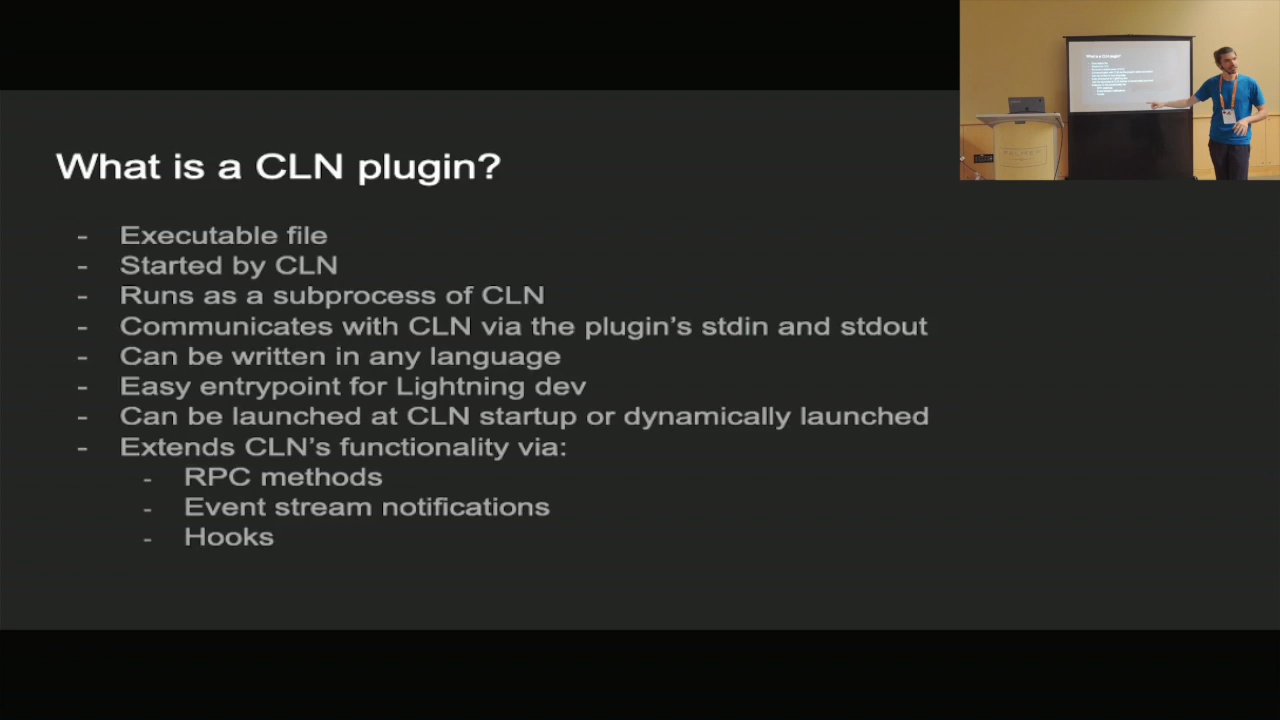 What is a CLN plugin?
- Executable file
- Started by CLN
- Runs as a subprocess of CLN
- Communicates with CLN via the plugin's stdin and stdout
- Can be written in any language
- Easy entrypoint for Lightning dev
- Can be launched at CLN startup or dynamically launched
- Extends CLN's functionality via:
- RPC methods
- Event stream notifications
- Hooks